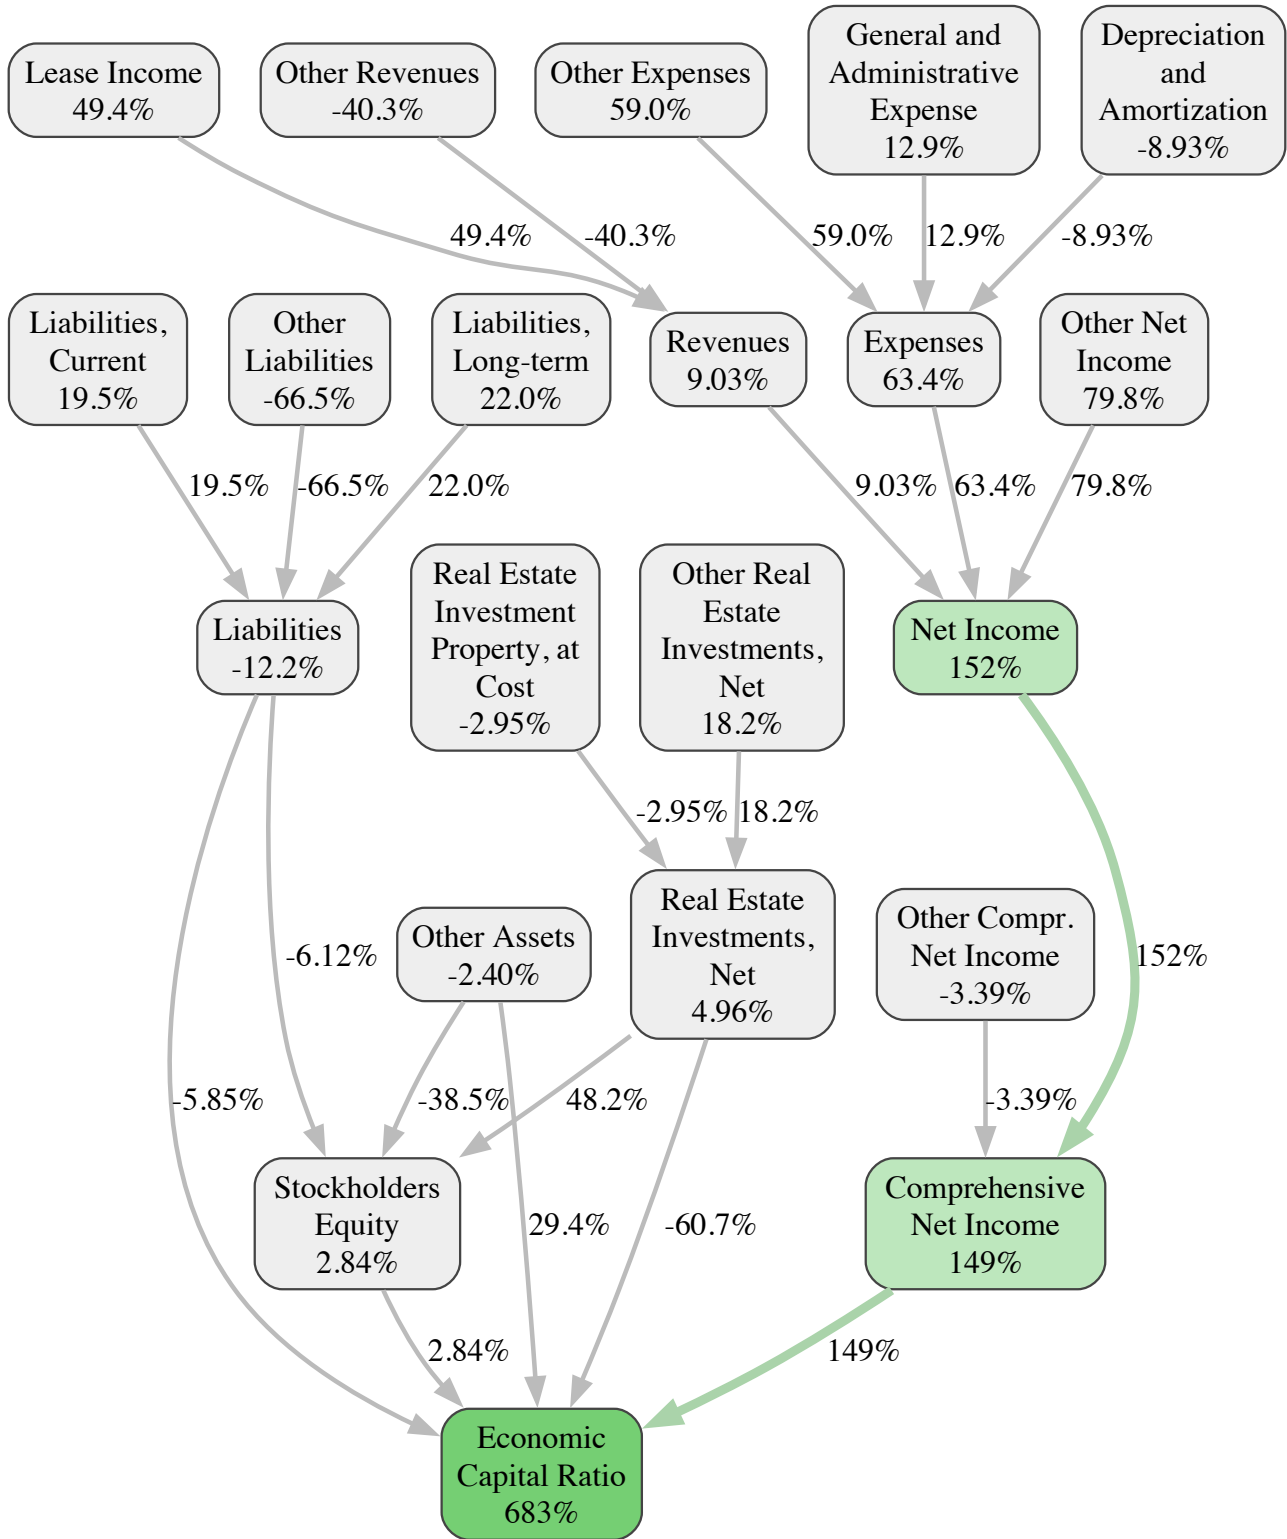 Lease Income
49.4%
Other Revenues
-40.3%
Other Expenses
59.0%
General and
Administrative
Expense
12.9%
Depreciation
and
Amortization
-8.93%
49.4%
-40.3%
59.0%
12.9%
-8.93%
Liabilities,
Current
19.5%
Other
Liabilities
-66.5%
Liabilities,
Long-term
22.0%
Revenues
9.03%
Expenses
63.4%
Other Net
Income
79.8%
19.5%
-66.5%
22.0%
9.03%
63.4%
79.8%
Liabilities
-12.2%
Real Estate
Investment
Property, at
Cost
-2.95%
Other Real
Estate
Investments,
Net
18.2%
Net Income
152%
-2.95%
18.2%
Other Assets
-2.40%
Real Estate
Investments,
Net
4.96%
Other Compr.
Net Income
-3.39%
-6.12%
152%
-5.85%
-38.5%
48.2%
-3.39%
Stockholders
Equity
2.84%
29.4%
-60.7%
Comprehensive
Net Income
149%
2.84%
149%
Economic
Capital Ratio
683%